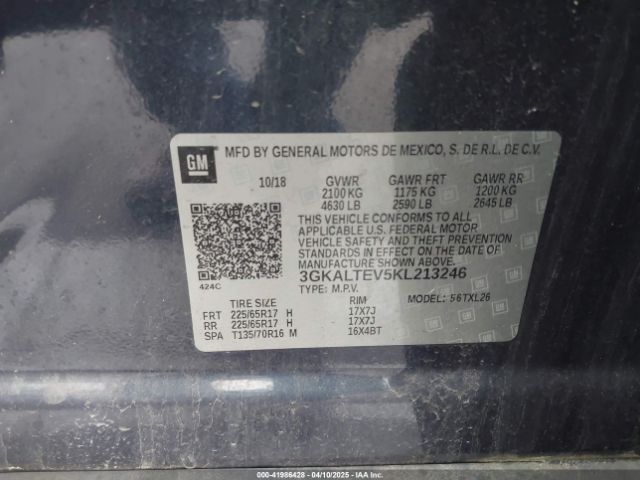 GM
MFD BY GENERAL MOTORS DE MEXICO, S. DE R.L. DE C.V.
10/18 GVWR GAWR FRT GAWR RR
2100 KG 1175 KG 1200 KG
4630 LB 2590 LB 2645 LB
THIS VEHICLE CONFORMS TO ALL
APPLICABLE U.S. FEDERAL MOTOR
VEHICLE SAFETY AND THEFT PREVENTION
STANDARDS IN EFFECT ON THE DATE OF
MANUFACTURE SHOWN ABOVE.
424C
3GKALTEV5KL213246
TYPE: M.P.V. MODEL: 56TXL26
TIRE SIZE RIM
FRT 225/65R17 H 17X7J
RR 225/65R17 H 17X7J
SPA T135/70R16 M 16X4BT
000-41986428 - 04/10/2025 - IAAI.COM